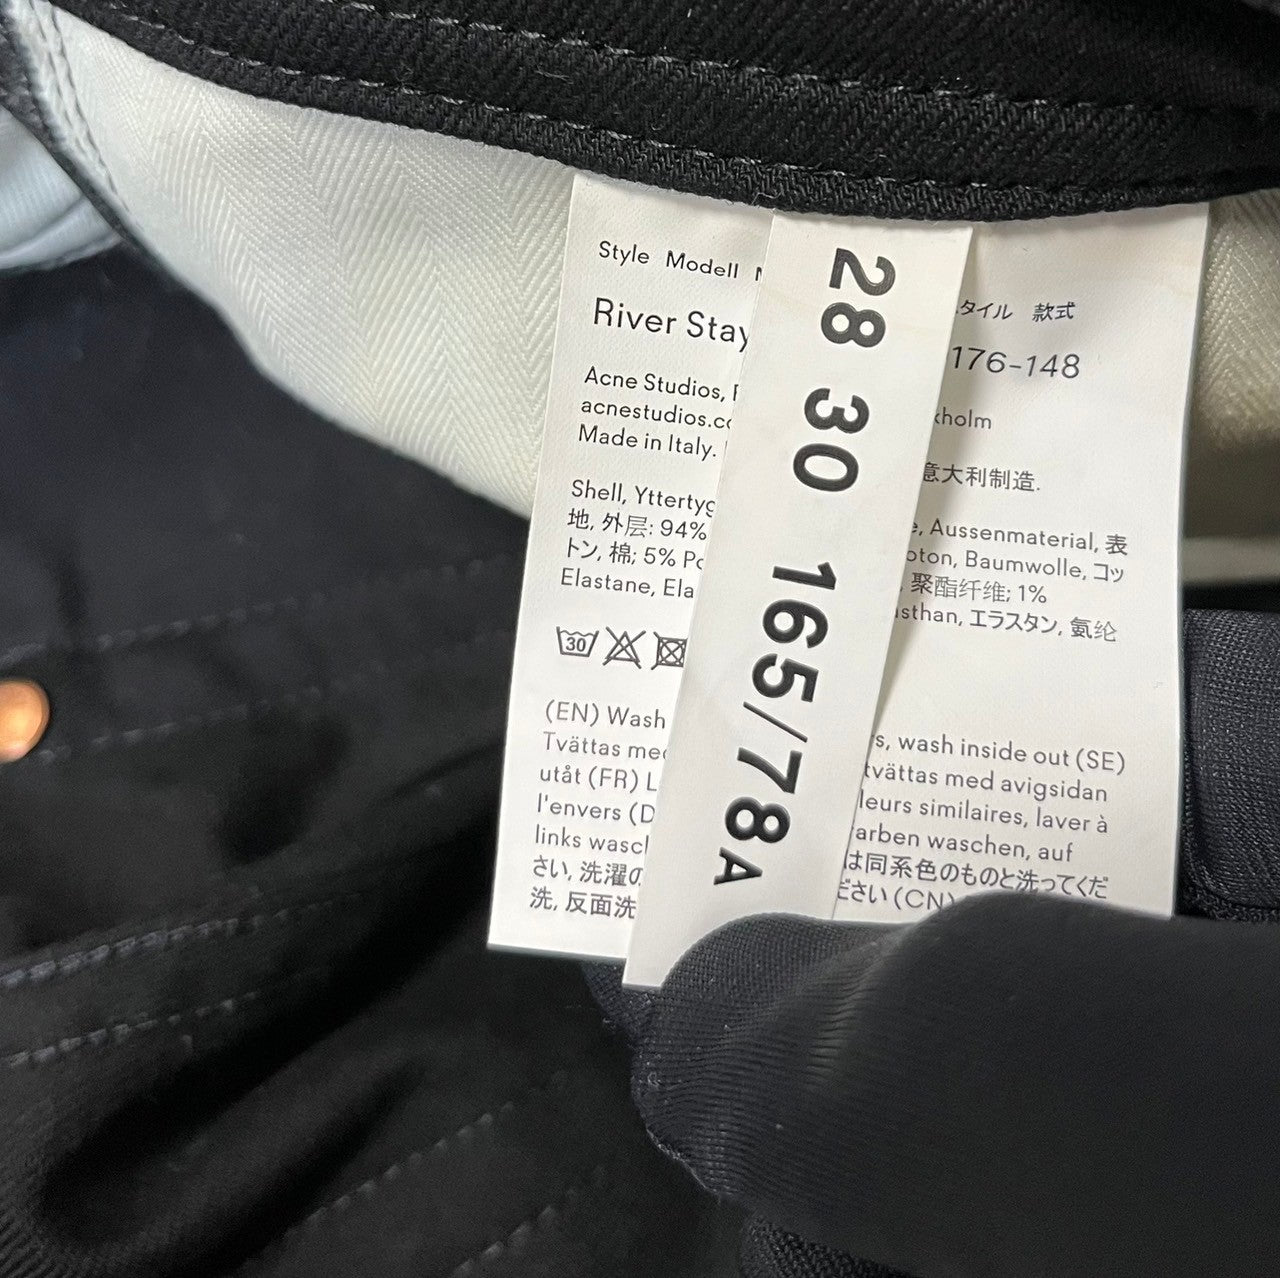 Style Modell
River Stay
Acne Studios,
acnestudios.co
Made in Italy.
Shell, Yttertyg
地, 外层: 94%
トン, 棉; 5% Po
Elastane, Ela
30
(EN) Wash
Tvättas med
utåt (FR) L
l'envers (D
links wasch
さい, 洗濯の
洗, 反面洗
28 30 165/78A
タイル 款式
176-148
kholm
意大利制造.
e, Aussenmaterial, 表
oton, Baumwolle, コッ
聚酯纤维; 1%
sthan, エラスタン, 氨纶
s, wash inside out (SE)
tvättas med avigsidan
leurs similaires, laver à
arben waschen, auf
は同系色のものと洗ってくだ
ださい (CN)